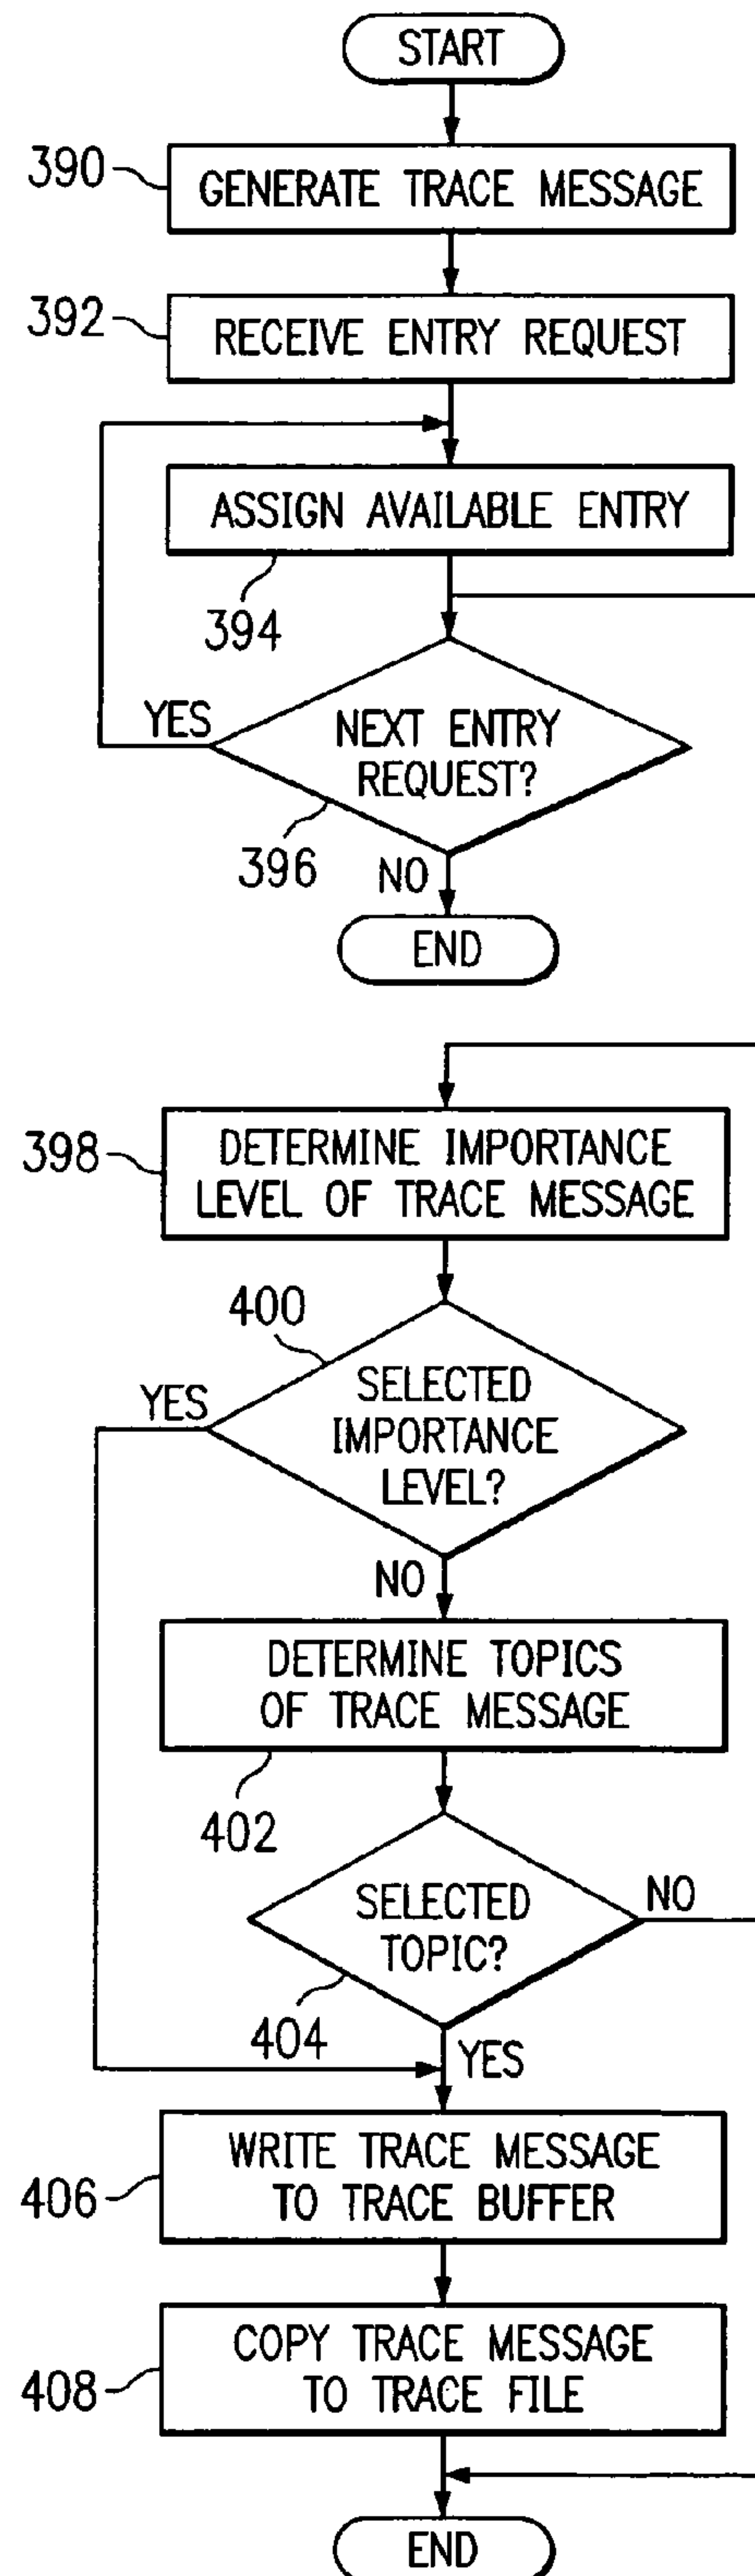 START
390
GENERATE TRACE MESSAGE
392
RECEIVE ENTRY REQUEST
ASSIGN AVAILABLE ENTRY
394
YES
NEXT ENTRY
REQUEST?
396
NO
END
398
DETERMINE IMPORTANCE
LEVEL OF TRACE MESSAGE
400
YES
SELECTED
IMPORTANCE
LEVEL?
NO
DETERMINE TOPICS
OF TRACE MESSAGE
402
SELECTED
TOPIC?
NO
404
YES
406
WRITE TRACE MESSAGE
TO TRACE BUFFER
408
COPY TRACE MESSAGE
TO TRACE FILE
END